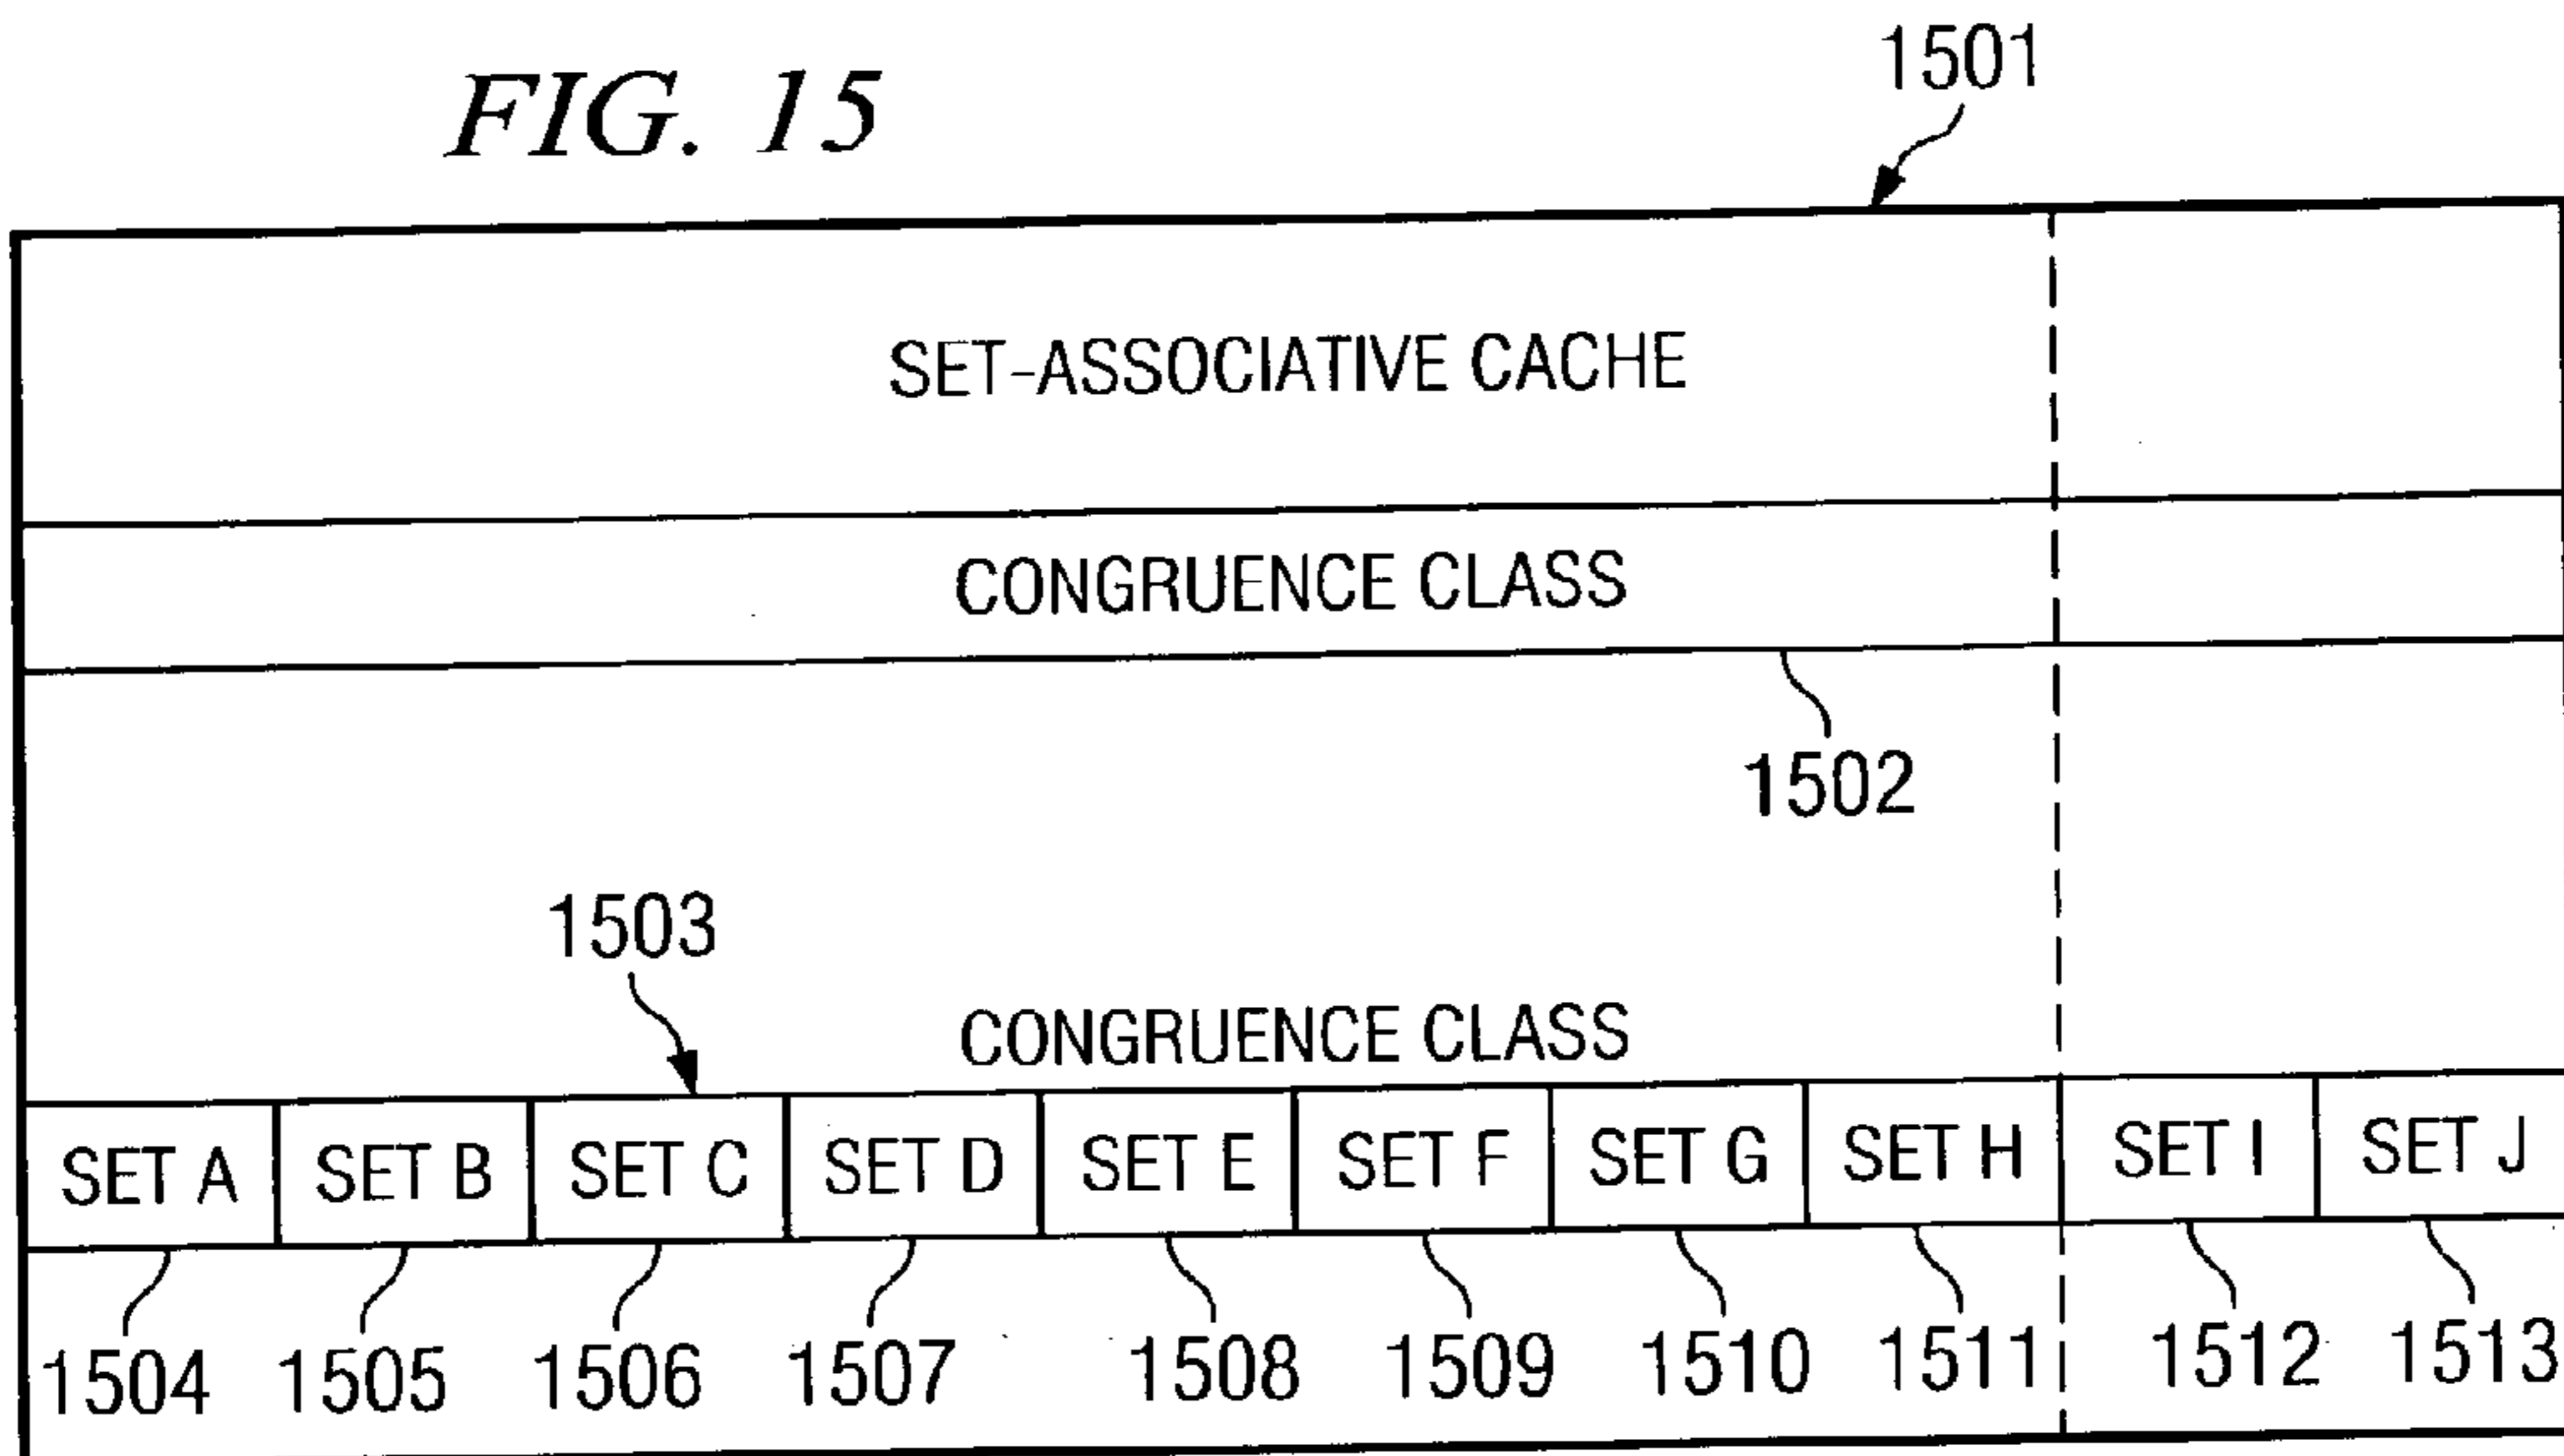 FIG. 15
1501
SET-ASSOCIATIVE CACHE
CONGRUENCE CLASS
1502
1503
CONGRUENCE CLASS
SET A SET B SET C SET D SET E SET F SET G SET H SET I SET J
1504 1505 1506 1507 1508 1509 1510 1511 1512 1513